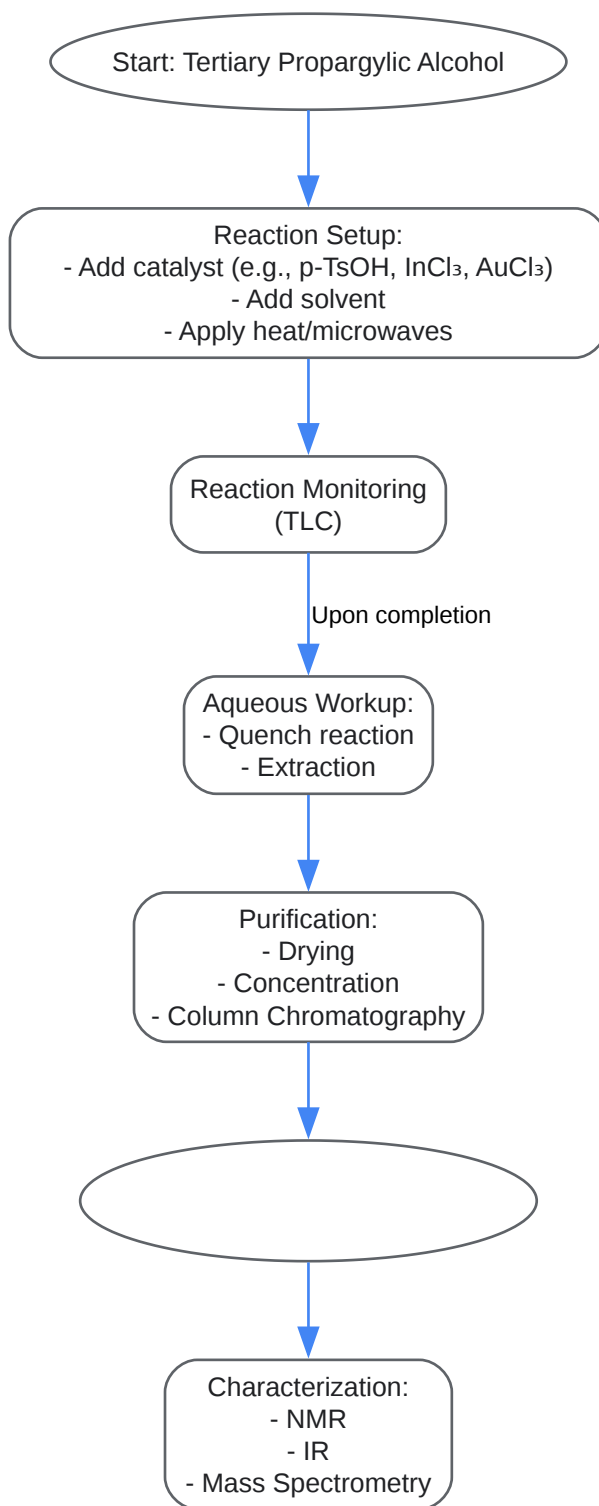 Start: Tertiary Propargylic Alcohol
Reaction Setup:
- Add catalyst (e.g., p-TsOH, InCl₃, AuCl₃)
- Add solvent
- Apply heat/microwaves
Reaction Monitoring
(TLC)
Upon completion
Aqueous Workup:
- Quench reaction
- Extraction
Purification:
- Drying
- Concentration
- Column Chromatography
Characterization:
- NMR
- IR
- Mass Spectrometry